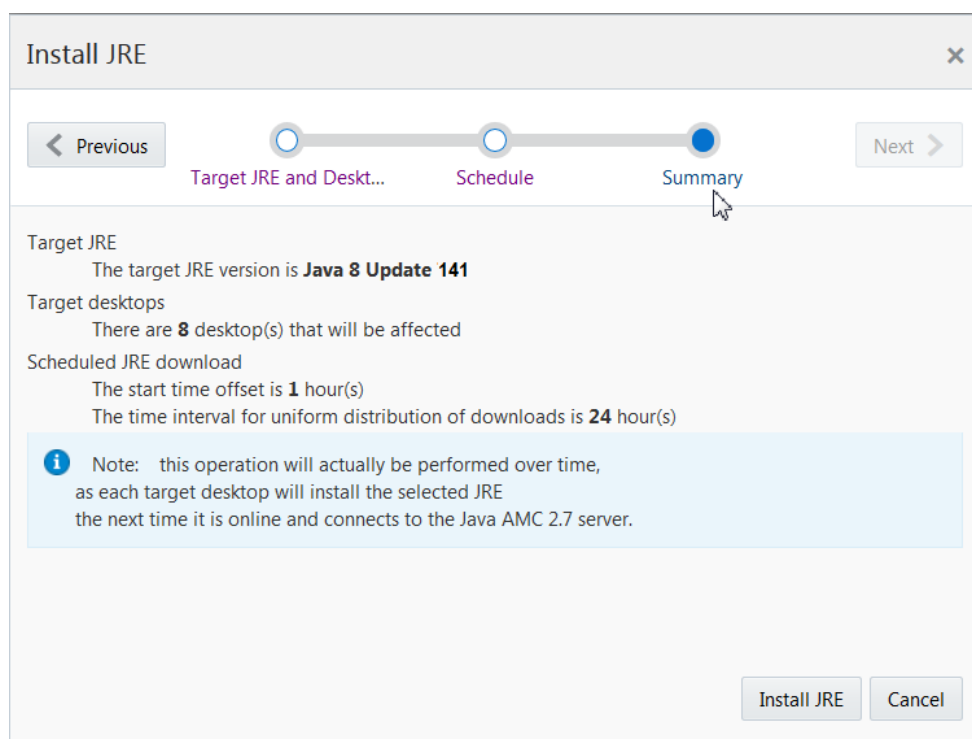 Install JRE
Previous
Next
Target JRE and Deskt...
Schedule
Summary
Target JRE
The target JRE version is Java 8 Update 141
Target desktops
There are 8 desktop(s) that will be affected
Scheduled JRE download
The start time offset is 1 hour(s)
The time interval for uniform distribution of downloads is 24 hour(s)
Note: this operation will actually be performed over time,
as each target desktop will install the selected JRE
the next time it is online and connects to the Java AMC 2.7 server.
Install JRE
Cancel